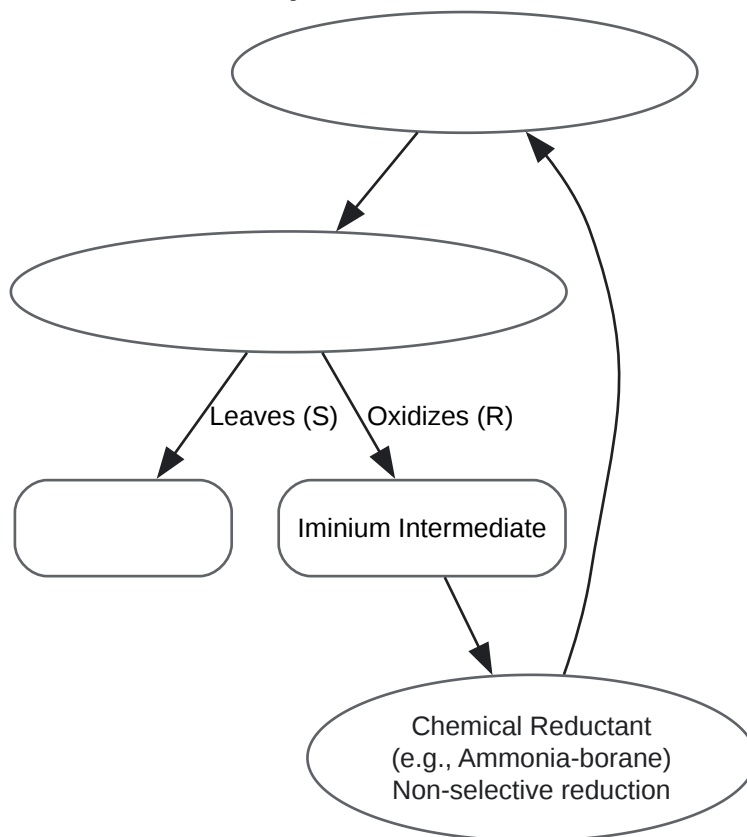 Leaves (S)
Oxidizes (R)
Iminium Intermediate
Chemical Reductant
(e.g., Ammonia-borane)
Non-selective reduction